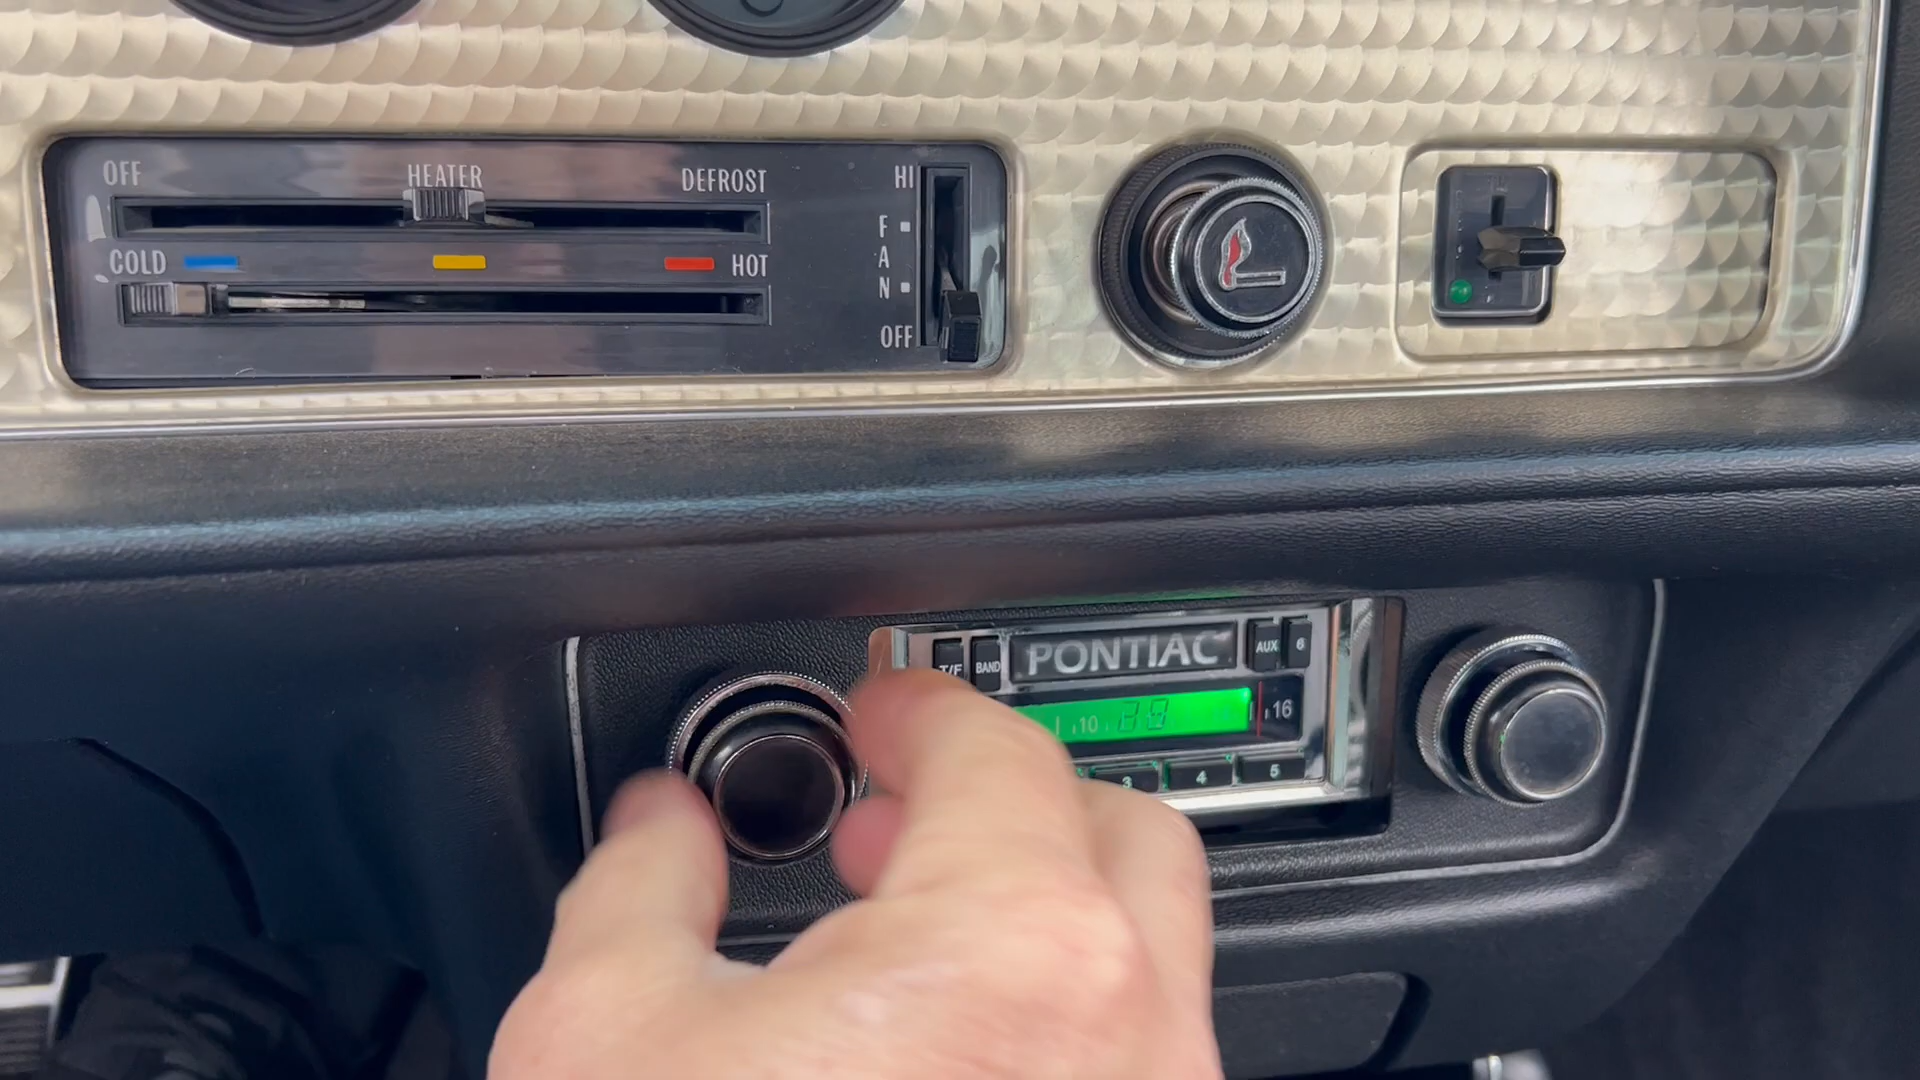 OFF HEATER DEFROST
COLD HOT
HI
F
A
N
OFF
T/F BAND PONTIAC AUX 6
10 16
3 4 5